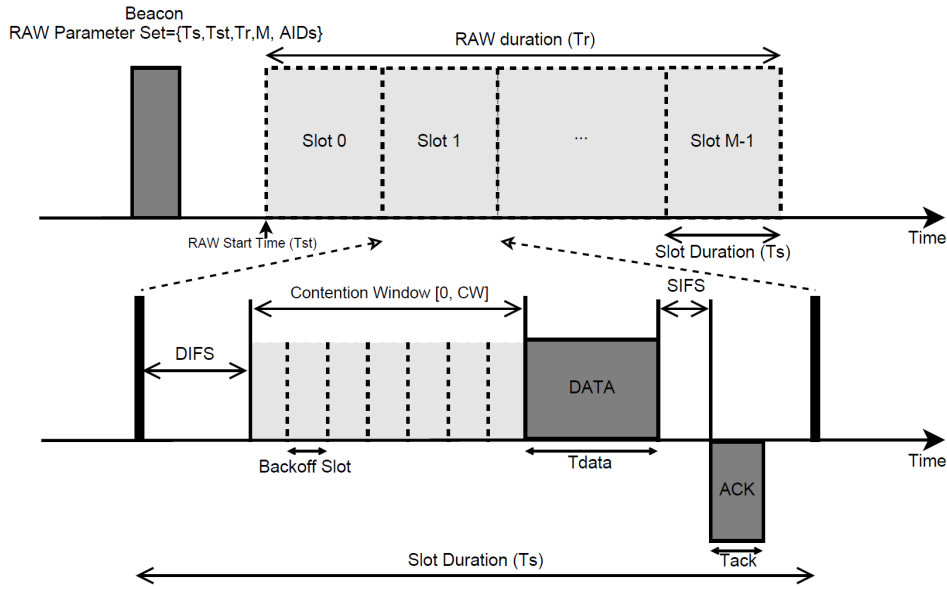 Beacon
RAW Parameter Set={Ts,Tst,Tr,M, AIDs}
RAW duration (Tr)
Slot 0
Slot 1
...
Slot M-1
RAW Start Time (Tst)
Time
Slot Duration (Ts)
Contention Window [0, CW]
SIFS
DIFS
DATA
Backoff Slot
Tdata
Time
ACK
Tack
Slot Duration (Ts)